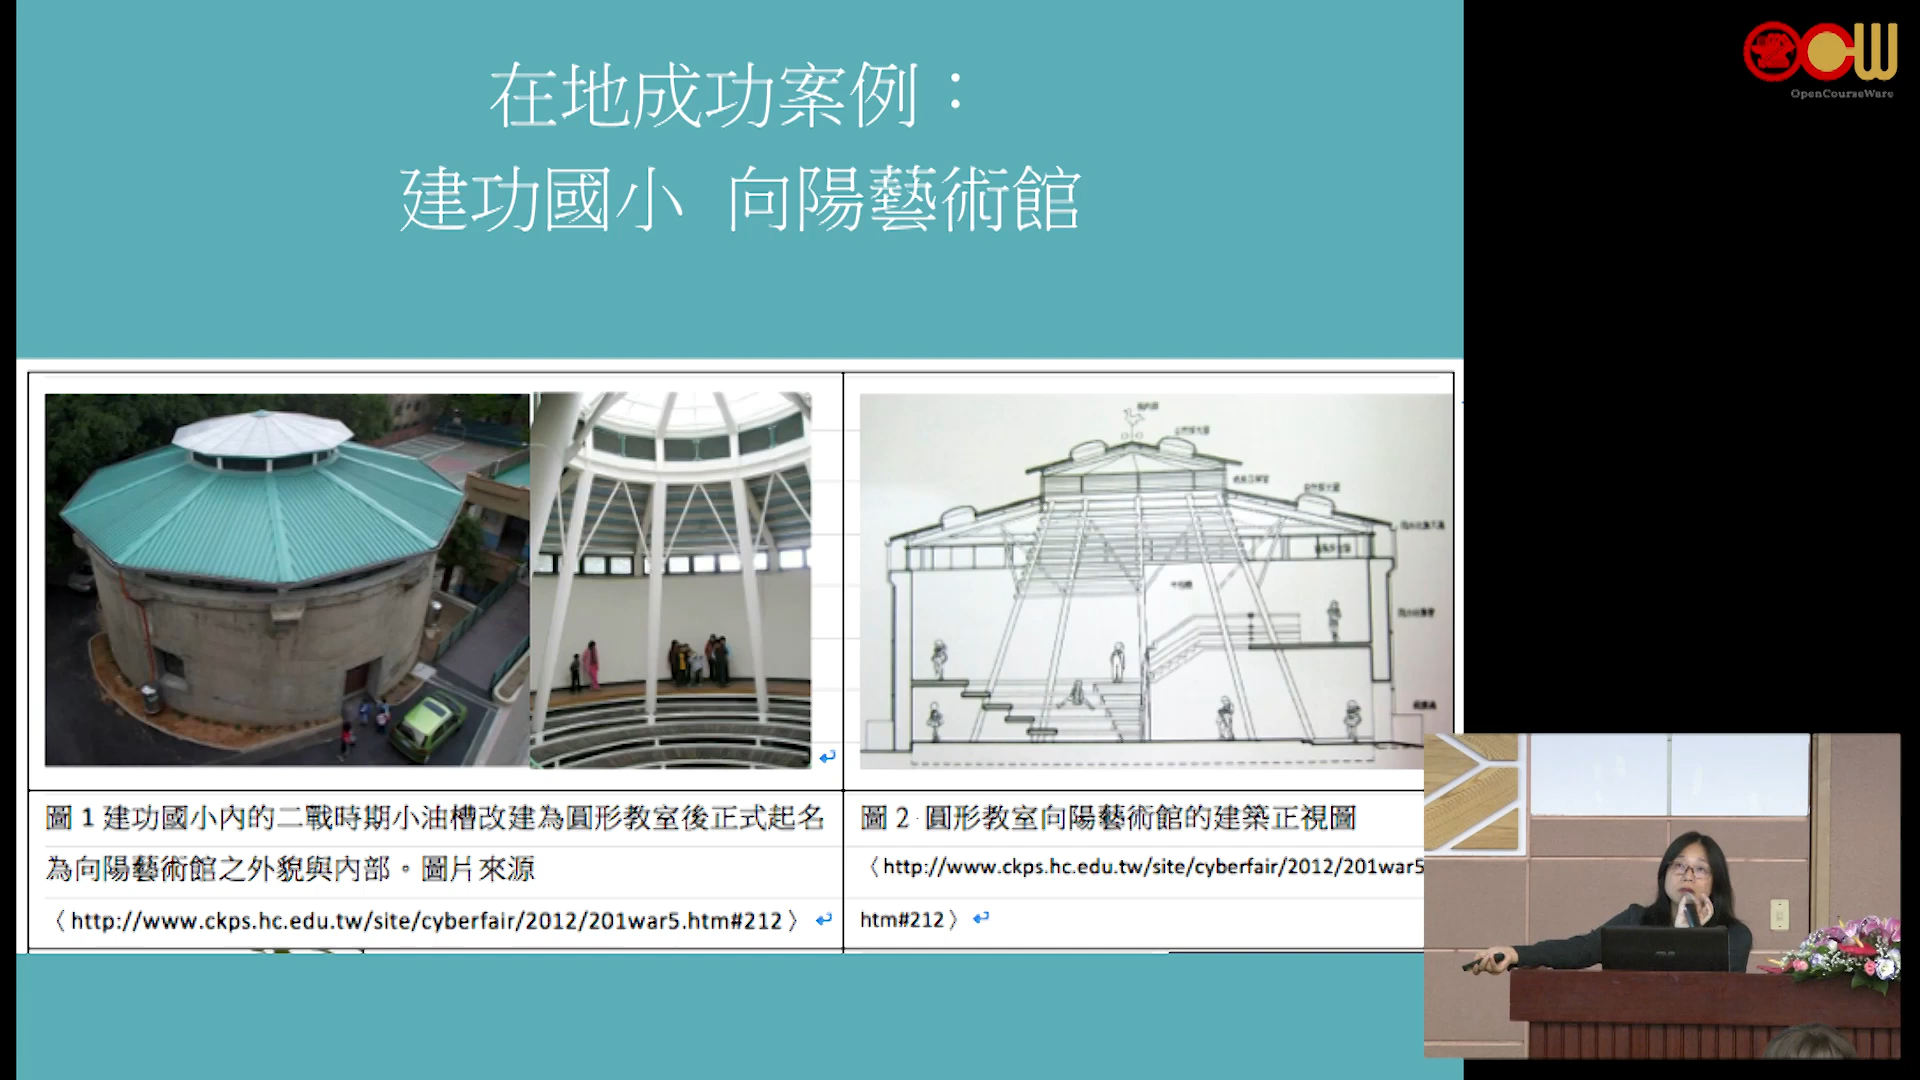 在地成功案例：
建功國小 向陽藝術館
OpenCourseWare
圖 1 建功國小內的二戰時期小油槽改建為圓形教室後正式起名
為向陽藝術館之外貌與內部。圖片來源
〈http://www.ckps.hc.edu.tw/site/cyberfair/2012/201war5.htm#212〉
圖 2 圓形教室向陽藝術館的建築正視圖
〈http://www.ckps.hc.edu.tw/site/cyberfair/2012/201war5
htm#212〉